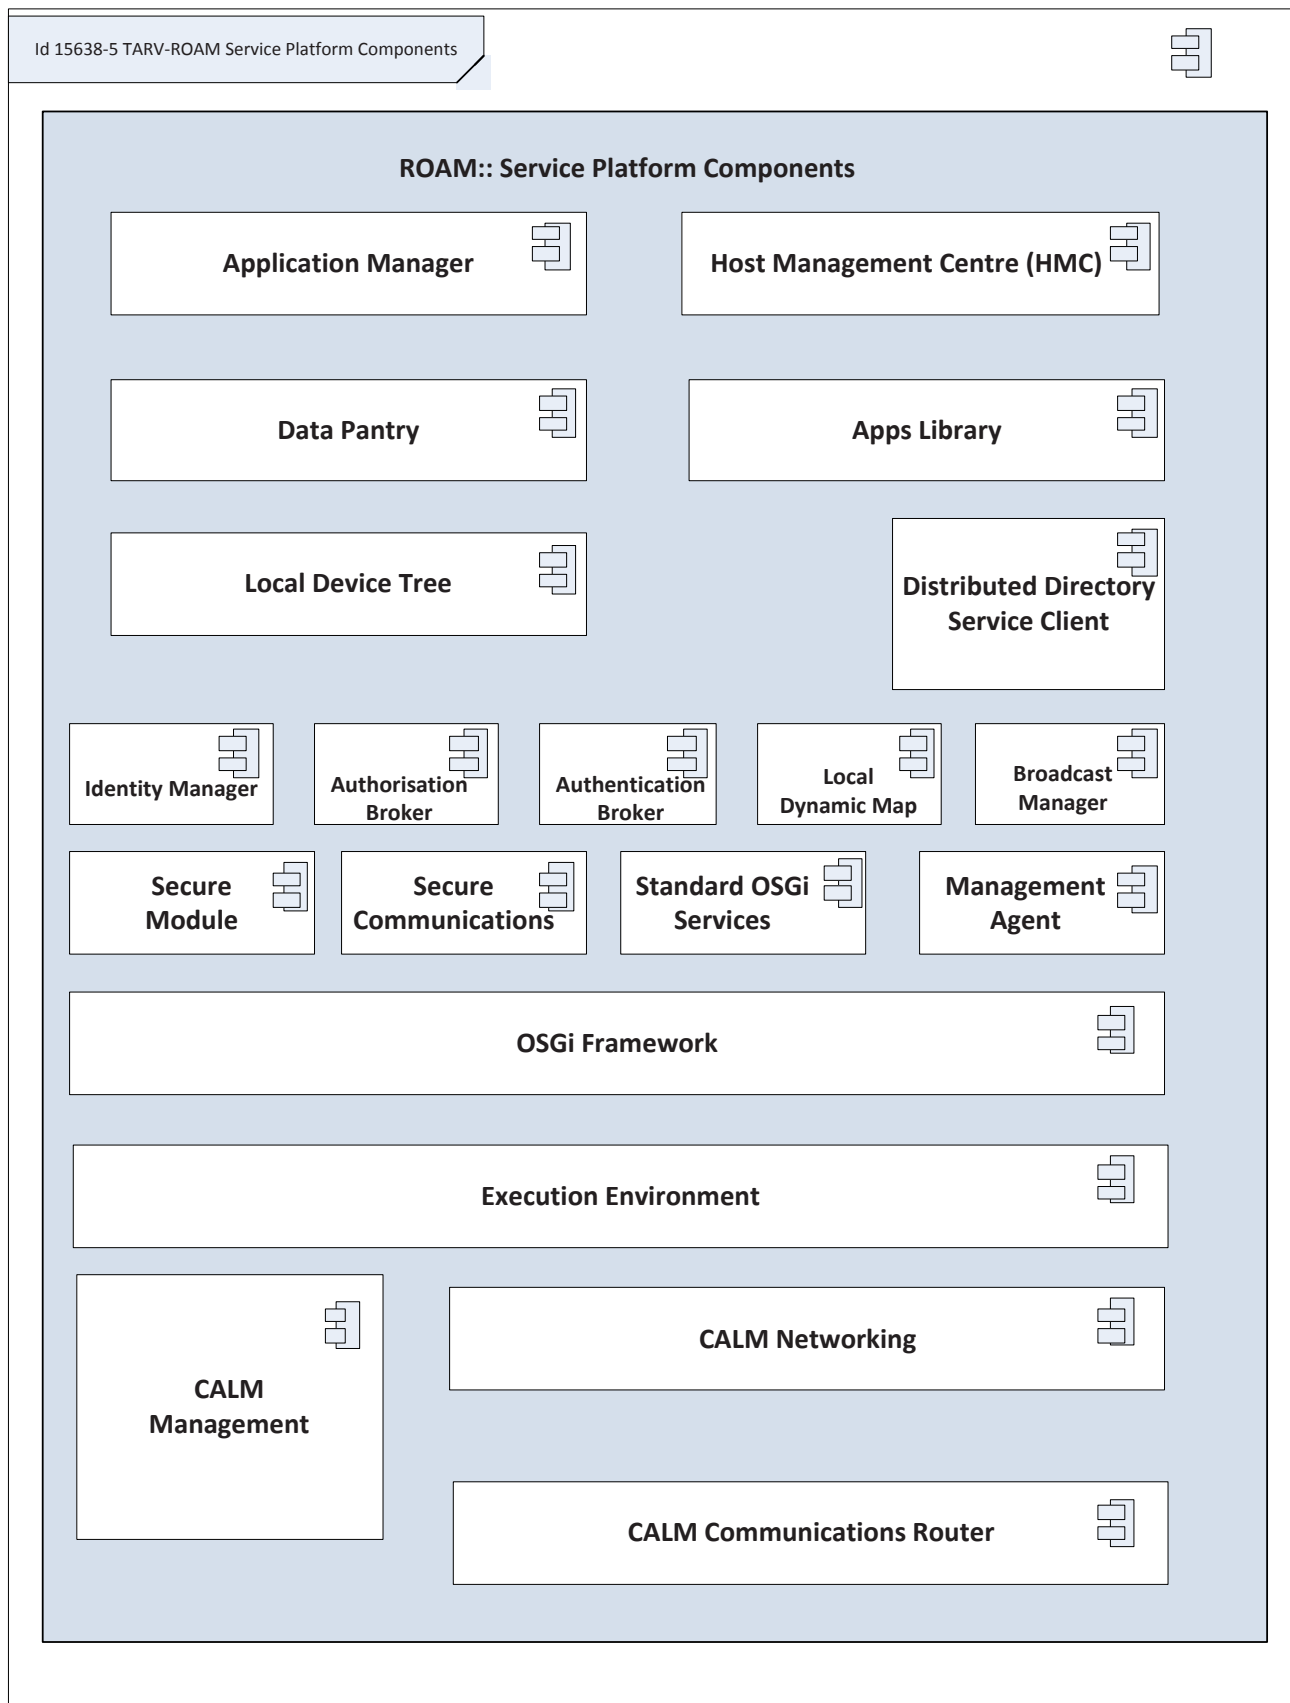 Id 15638-5 TARV-ROAM Service Platform Components
ROAM:: Service Platform Components
Application Manager
Host Management Centre (HMC)
Data Pantry
Apps Library
Local Device Tree
Distributed Directory
Service Client
Identity Manager
Authorisation
Broker
Authentication
Broker
Local
Dynamic Map
Broadcast
Manager
Secure
Module
Secure
Communications
Standard OSGi
Services
Management
Agent
OSGi Framework
Execution Environment
CALM
Management
CALM Networking
CALM Communications Router